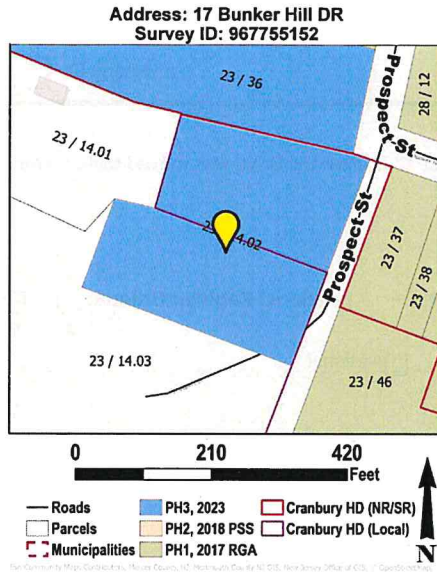 Address: 17 Bunker Hill DR
Survey ID: 967755152
23 / 36
Prospect-St
28 / 12
23 / 14.01
Prospect-St
23 / 37
23 / 38
23 / 14.03
23 / 46
0 210 420
Feet
N
Roads PH3, 2023 Cranbury HD (NR/SR)
Parcels PH2, 2018 PSS Cranbury HD (Local)
Municipalities PH1, 2017 RGA